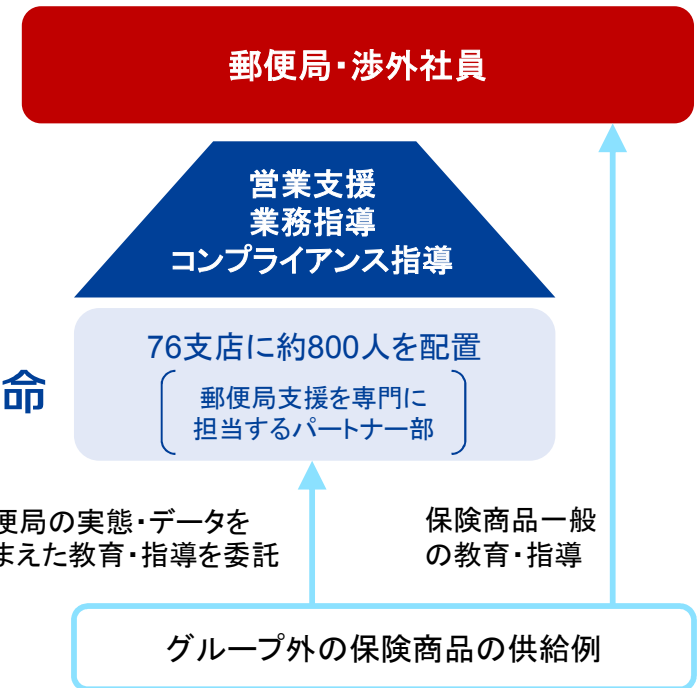 郵便局・渉外社員
営業支援
業務指導
コンプライアンス指導
76支店に約800人を配置
郵便局支援を専門に
担当するパートナー部
命
便局の実態・データを
まえた教育・指導を委託
保険商品一般
の教育・指導
グループ外の保険商品の供給例